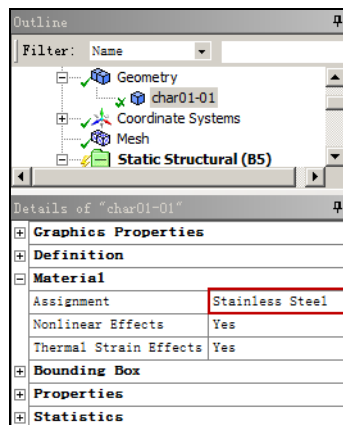 Outline
Filter: Name
Geometry
char01-01
Coordinate Systems
Mesh
Static Structural (B5)
Details of "char01-01"
Graphics Properties
Definition
Material
Assignment Stainless Steel
Nonlinear Effects Yes
Thermal Strain Effects Yes
Bounding Box
Properties
Statistics